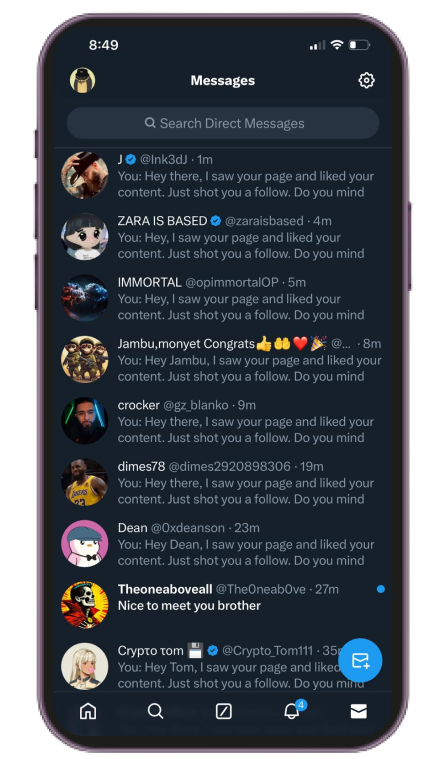 8:49
Messages
Search Direct Messages
J @Ink3dJ · 1m
You: Hey there, I saw your page and liked your
content. Just shot you a follow. Do you mind
ZARA IS BASED @zaraisbased · 4m
You: Hey, I saw your page and liked your
content. Just shot you a follow. Do you mind
IMMORTAL @opimmortalOP · 5m
You: Hey, I saw your page and liked your
content. Just shot you a follow. Do you mind
Jambu,monyet Congrats👍🤲❤️🎉 @... · 8m
You: Hey Jambu, I saw your page and liked your
content. Just shot you a follow. Do you mind
crocker @gz_blanko · 9m
You: Hey there, I saw your page and liked your
content. Just shot you a follow. Do you mind
dimes78 @dimes2920898306 · 19m
You: Hey there, I saw your page and liked your
content. Just shot you a follow. Do you mind
Dean @0xdeanson · 23m
You: Hey Dean, I saw your page and liked your
content. Just shot you a follow. Do you mind
Theoneaboveall @The0neab0ve · 27m
Nice to meet you brother
Crypто тom 💾 @Crypto_Tom111 · 35
You: Hey Tom, I saw your page and liked
content. Just shot you a follow. Do you mind
4